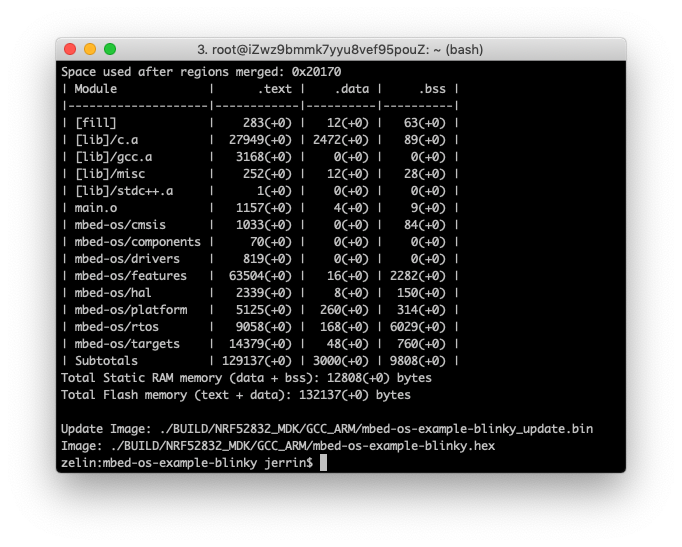 3. root@iZwz9bmmk7yyu8vef95pouZ: ~ (bash)
Space used after regions merged: 0x20170
| Module             |      .text |    .data |     .bss |
|--------------------|------------|----------|----------|
| [fill]             |    283(+0) |   12(+0) |   63(+0) |
| [lib]/c.a          |  27949(+0) | 2472(+0) |   89(+0) |
| [lib]/gcc.a        |   3168(+0) |    0(+0) |    0(+0) |
| [lib]/misc         |    252(+0) |   12(+0) |   28(+0) |
| [lib]/stdc++.a     |      1(+0) |    0(+0) |    0(+0) |
| main.o             |   1157(+0) |    4(+0) |    9(+0) |
| mbed-os/cmsis      |   1033(+0) |    0(+0) |   84(+0) |
| mbed-os/components |     70(+0) |    0(+0) |    0(+0) |
| mbed-os/drivers    |    819(+0) |    0(+0) |    0(+0) |
| mbed-os/features   |  63504(+0) |   16(+0) | 2282(+0) |
| mbed-os/hal        |   2339(+0) |    8(+0) |  150(+0) |
| mbed-os/platform   |   5125(+0) |  260(+0) |  314(+0) |
| mbed-os/rtos       |   9058(+0) |  168(+0) | 6029(+0) |
| mbed-os/targets    |  14379(+0) |   48(+0) |  760(+0) |
| Subtotals          | 129137(+0) | 3000(+0) | 9808(+0) |
Total Static RAM memory (data + bss): 12808(+0) bytes
Total Flash memory (text + data): 132137(+0) bytes

Update Image: ./BUILD/NRF52832_MDK/GCC_ARM/mbed-os-example-blinky_update.bin
Image: ./BUILD/NRF52832_MDK/GCC_ARM/mbed-os-example-blinky.hex
zelin:mbed-os-example-blinky jerrin$